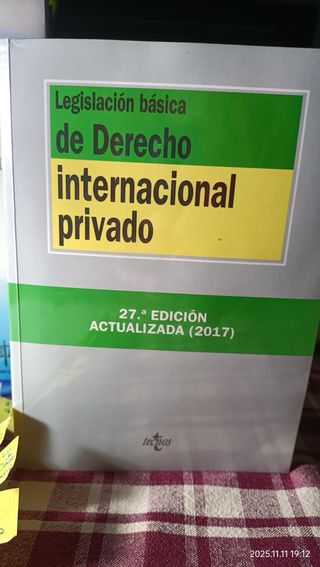 Legislación básica
de Derecho
internacional
privado
27.ª EDICIÓN
ACTUALIZADA (2017)
tecnos
2025.11.11 19:12